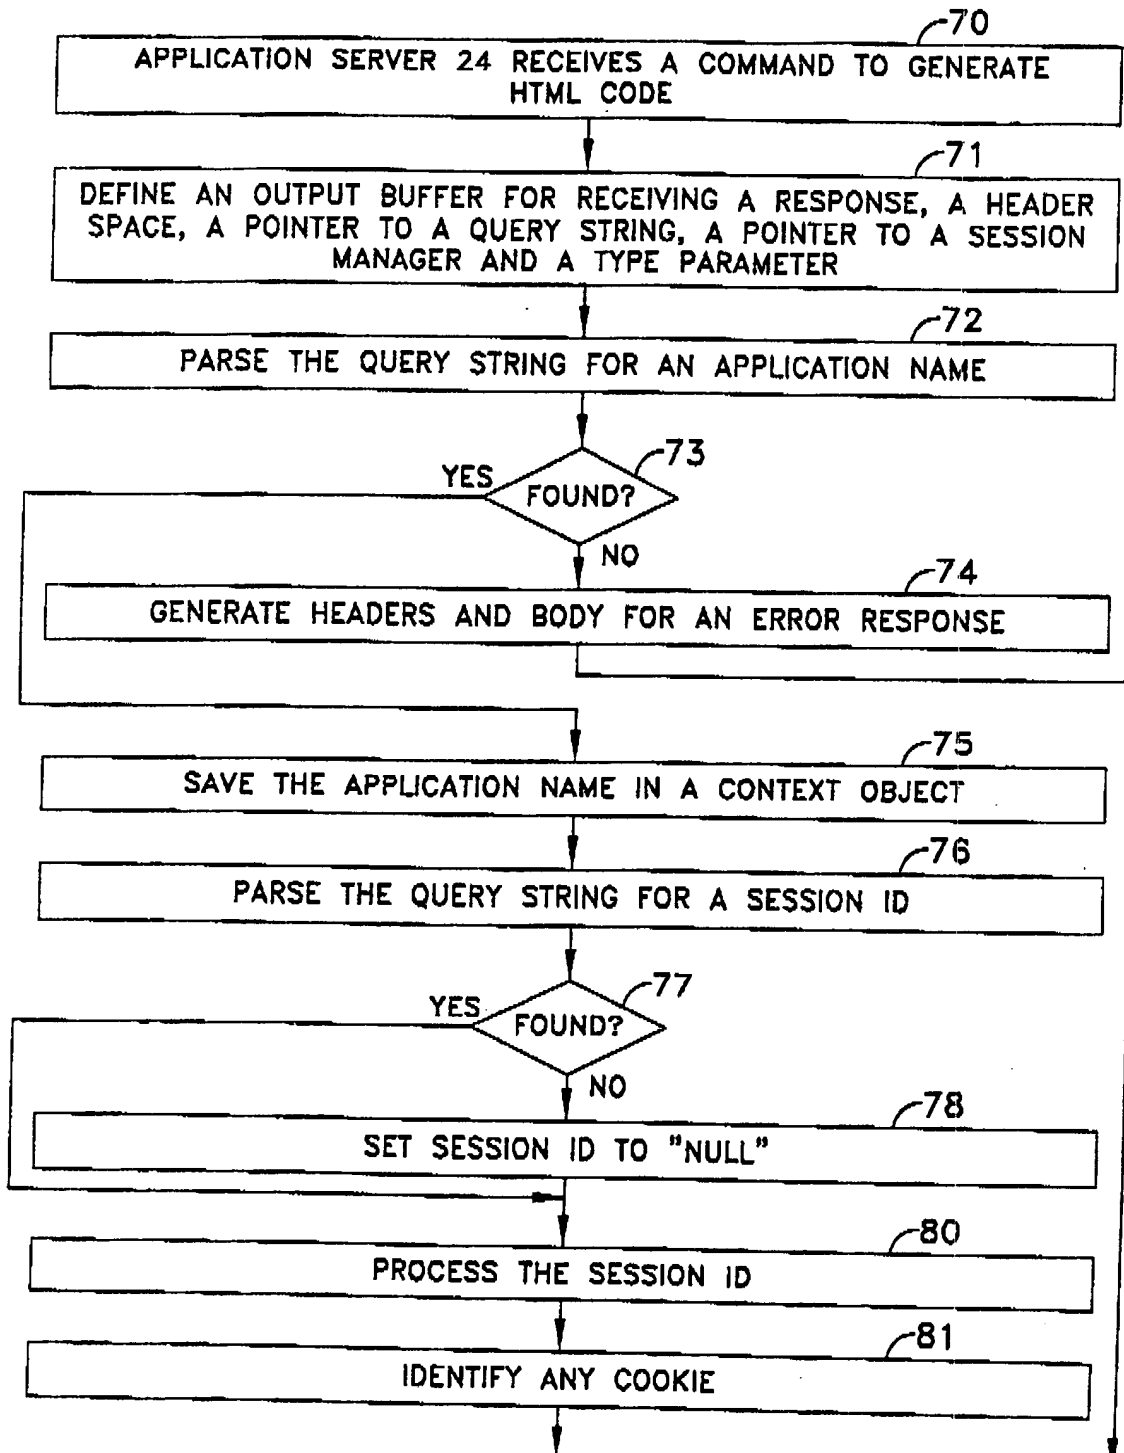 70
APPLICATION SERVER 24 RECEIVES A COMMAND TO GENERATE
HTML CODE
71
DEFINE AN OUTPUT BUFFER FOR RECEIVING A RESPONSE, A HEADER
SPACE, A POINTER TO A QUERY STRING, A POINTER TO A SESSION
MANAGER AND A TYPE PARAMETER
72
PARSE THE QUERY STRING FOR AN APPLICATION NAME
73
YES
FOUND?
NO
74
GENERATE HEADERS AND BODY FOR AN ERROR RESPONSE
75
SAVE THE APPLICATION NAME IN A CONTEXT OBJECT
76
PARSE THE QUERY STRING FOR A SESSION ID
77
YES
FOUND?
NO
78
SET SESSION ID TO "NULL"
80
PROCESS THE SESSION ID
81
IDENTIFY ANY COOKIE